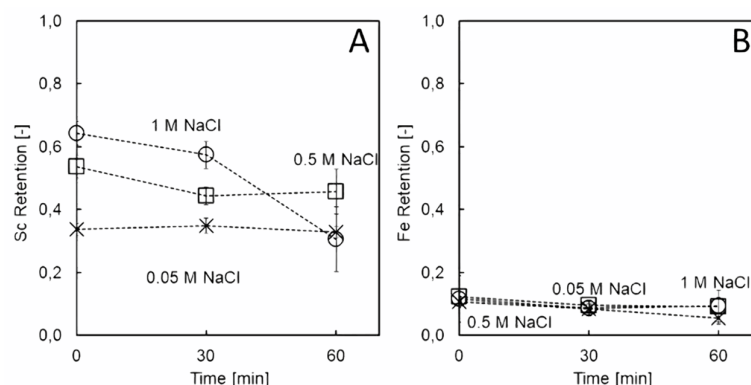 A
1,0
0,8
0,6
0,4
0,2
0,0
Sc Retention [-]
1 M NaCl
0.5 M NaCl
0.05 M NaCl
0
30
60
Time [min]
B
1,0
0,8
0,6
0,4
0,2
0,0
Fe Retention [-]
0.05 M NaCl
1 M NaCl
0.5 M NaCl
0
30
60
Time [min]